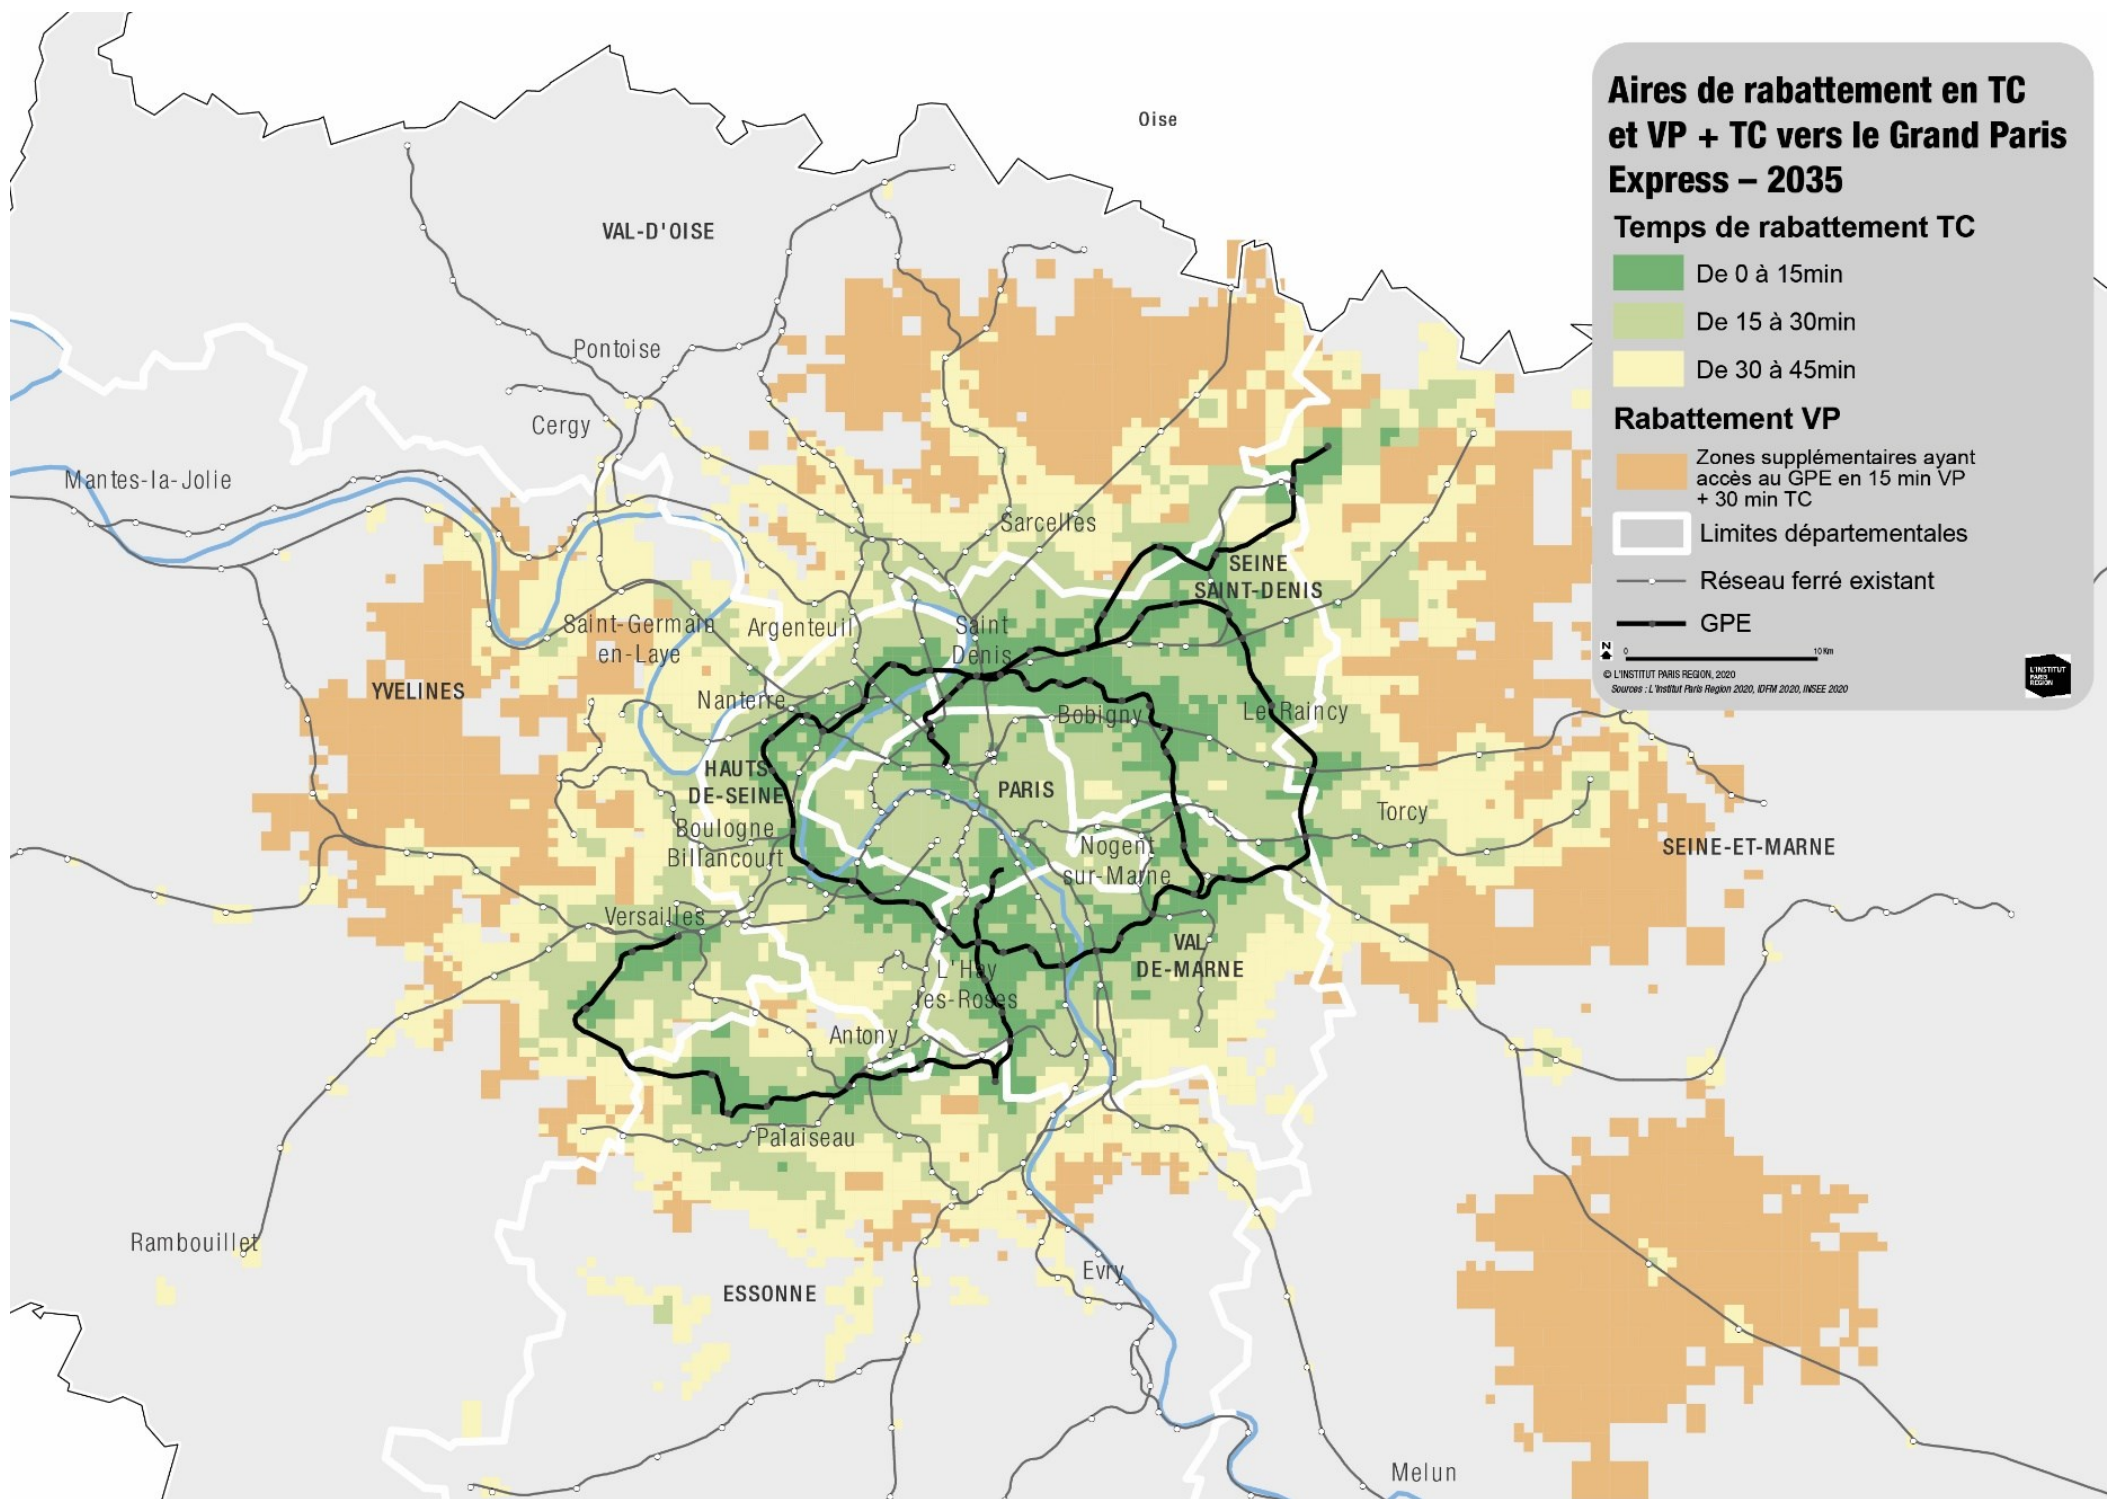 Aires de rabattement en TC
et VP + TC vers le Grand Paris
Express – 2035
Temps de rabattement TC
De 0 à 15min
De 15 à 30min
De 30 à 45min
Rabattement VP
Zones supplémentaires ayant
accès au GPE en 15 min VP
+ 30 min TC
Limites départementales
Réseau ferré existant
GPE
N
0
10 Km
© L'INSTITUT PARIS REGION, 2020
Sources : L'Institut Paris Region 2020, IDFM 2020, INSEE 2020
L'INSTITUT
PARIS
REGION
Oise
VAL-D'OISE
Pontoise
Cergy
Mantes-la-Jolie
Sarcelles
SEINE
SAINT-DENIS
Saint-Germain
en-Laye
Argenteuil
Saint
Denis
YVELINES
Nanterre
Bobigny
Le Raincy
HAUTS
DE-SEINE
PARIS
Torcy
Boulogne
Billancourt
Nogent
sur-Marne
SEINE-ET-MARNE
Versailles
VAL
DE-MARNE
L'Hay
les-Roses
Antony
Palaiseau
Rambouillet
Evry
ESSONNE
Melun